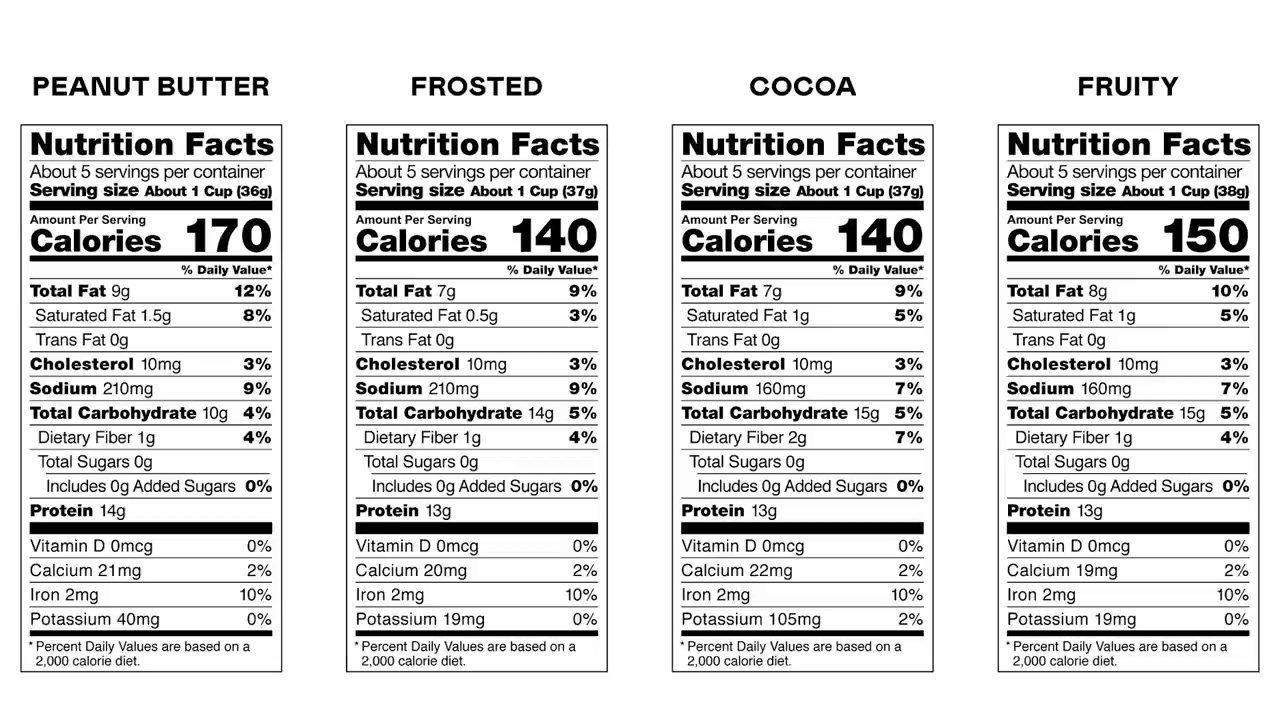 PEANUT BUTTER
Nutrition Facts
About 5 servings per container
Serving size About 1 Cup (36g)
Amount Per Serving
Calories 170
% Daily Value*
Total Fat 9g 12%
Saturated Fat 1.5g 8%
Trans Fat 0g
Cholesterol 10mg 3%
Sodium 210mg 9%
Total Carbohydrate 10g 4%
Dietary Fiber 1g 4%
Total Sugars 0g
Includes 0g Added Sugars 0%
Protein 14g
Vitamin D 0mcg 0%
Calcium 21mg 2%
Iron 2mg 10%
Potassium 40mg 0%
* Percent Daily Values are based on a
2,000 calorie diet.
FROSTED
Nutrition Facts
About 5 servings per container
Serving size About 1 Cup (37g)
Amount Per Serving
Calories 140
% Daily Value*
Total Fat 7g 9%
Saturated Fat 0.5g 3%
Trans Fat 0g
Cholesterol 10mg 3%
Sodium 210mg 9%
Total Carbohydrate 14g 5%
Dietary Fiber 1g 4%
Total Sugars 0g
Includes 0g Added Sugars 0%
Protein 13g
Vitamin D 0mcg 0%
Calcium 20mg 2%
Iron 2mg 10%
Potassium 19mg 0%
* Percent Daily Values are based on a
2,000 calorie diet.
COCOA
Nutrition Facts
About 5 servings per container
Serving size About 1 Cup (37g)
Amount Per Serving
Calories 140
% Daily Value*
Total Fat 7g 9%
Saturated Fat 1g 5%
Trans Fat 0g
Cholesterol 10mg 3%
Sodium 160mg 7%
Total Carbohydrate 15g 5%
Dietary Fiber 2g 7%
Total Sugars 0g
Includes 0g Added Sugars 0%
Protein 13g
Vitamin D 0mcg 0%
Calcium 22mg 2%
Iron 2mg 10%
Potassium 105mg 2%
* Percent Daily Values are based on a
2,000 calorie diet.
FRUITY
Nutrition Facts
About 5 servings per container
Serving size About 1 Cup (38g)
Amount Per Serving
Calories 150
% Daily Value*
Total Fat 8g 10%
Saturated Fat 1g 5%
Trans Fat 0g
Cholesterol 10mg 3%
Sodium 160mg 7%
Total Carbohydrate 15g 5%
Dietary Fiber 1g 4%
Total Sugars 0g
Includes 0g Added Sugars 0%
Protein 13g
Vitamin D 0mcg 0%
Calcium 19mg 2%
Iron 2mg 10%
Potassium 19mg 0%
* Percent Daily Values are based on a
2,000 calorie diet.